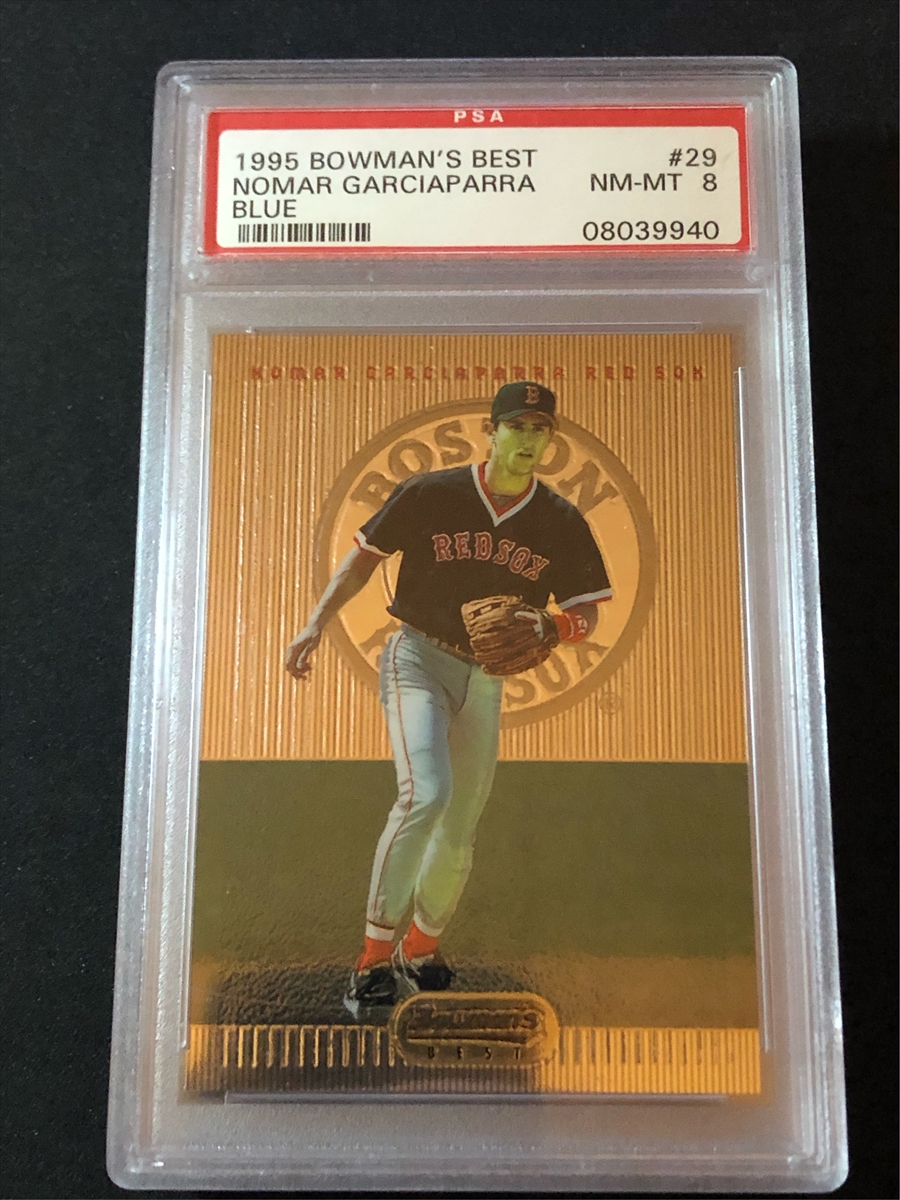 PSA
1995 BOWMAN'S BEST #29
NOMAR GARCIAPARRA NM-MT 8
BLUE
08039940
NOMAR GARCIAPARRA RED SOX
B
BOSTON
REDSOX
SOX
®
Bowman's
BEST